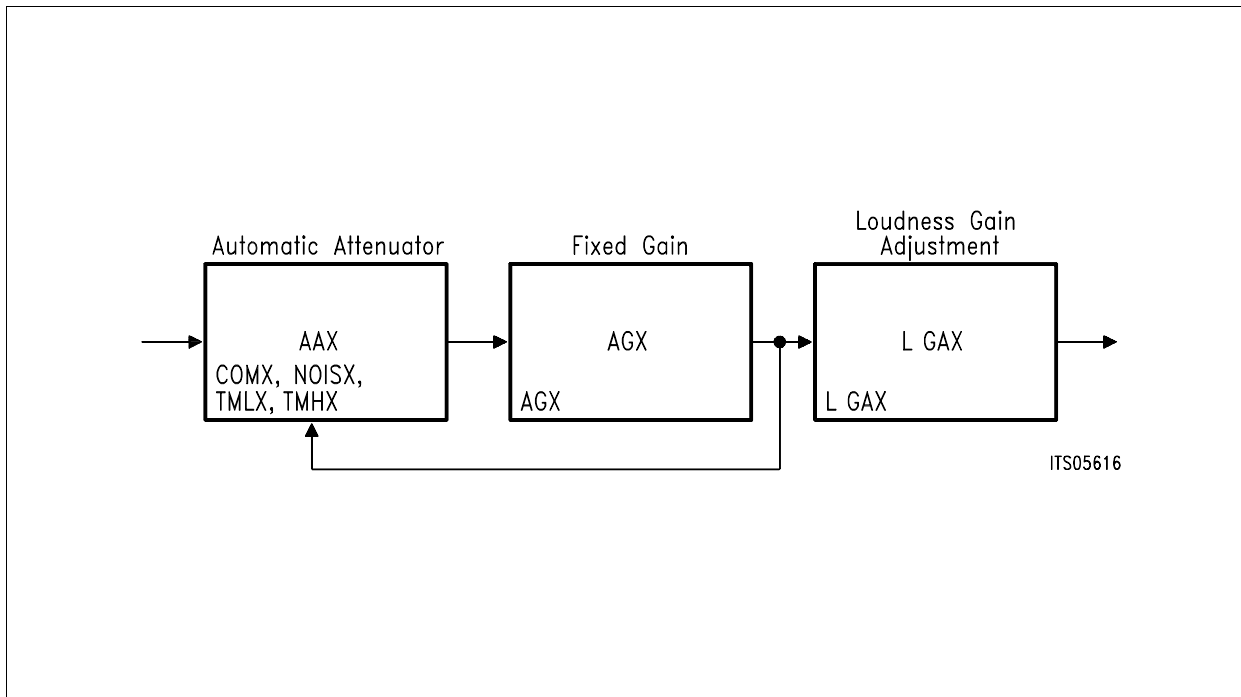 Automatic Attenuator
AAX
COMX, NOISX,
TMLX, TMHX
Fixed Gain
AGX
AGX
Loudness Gain
Adjustment
L GAX
L GAX
ITS05616